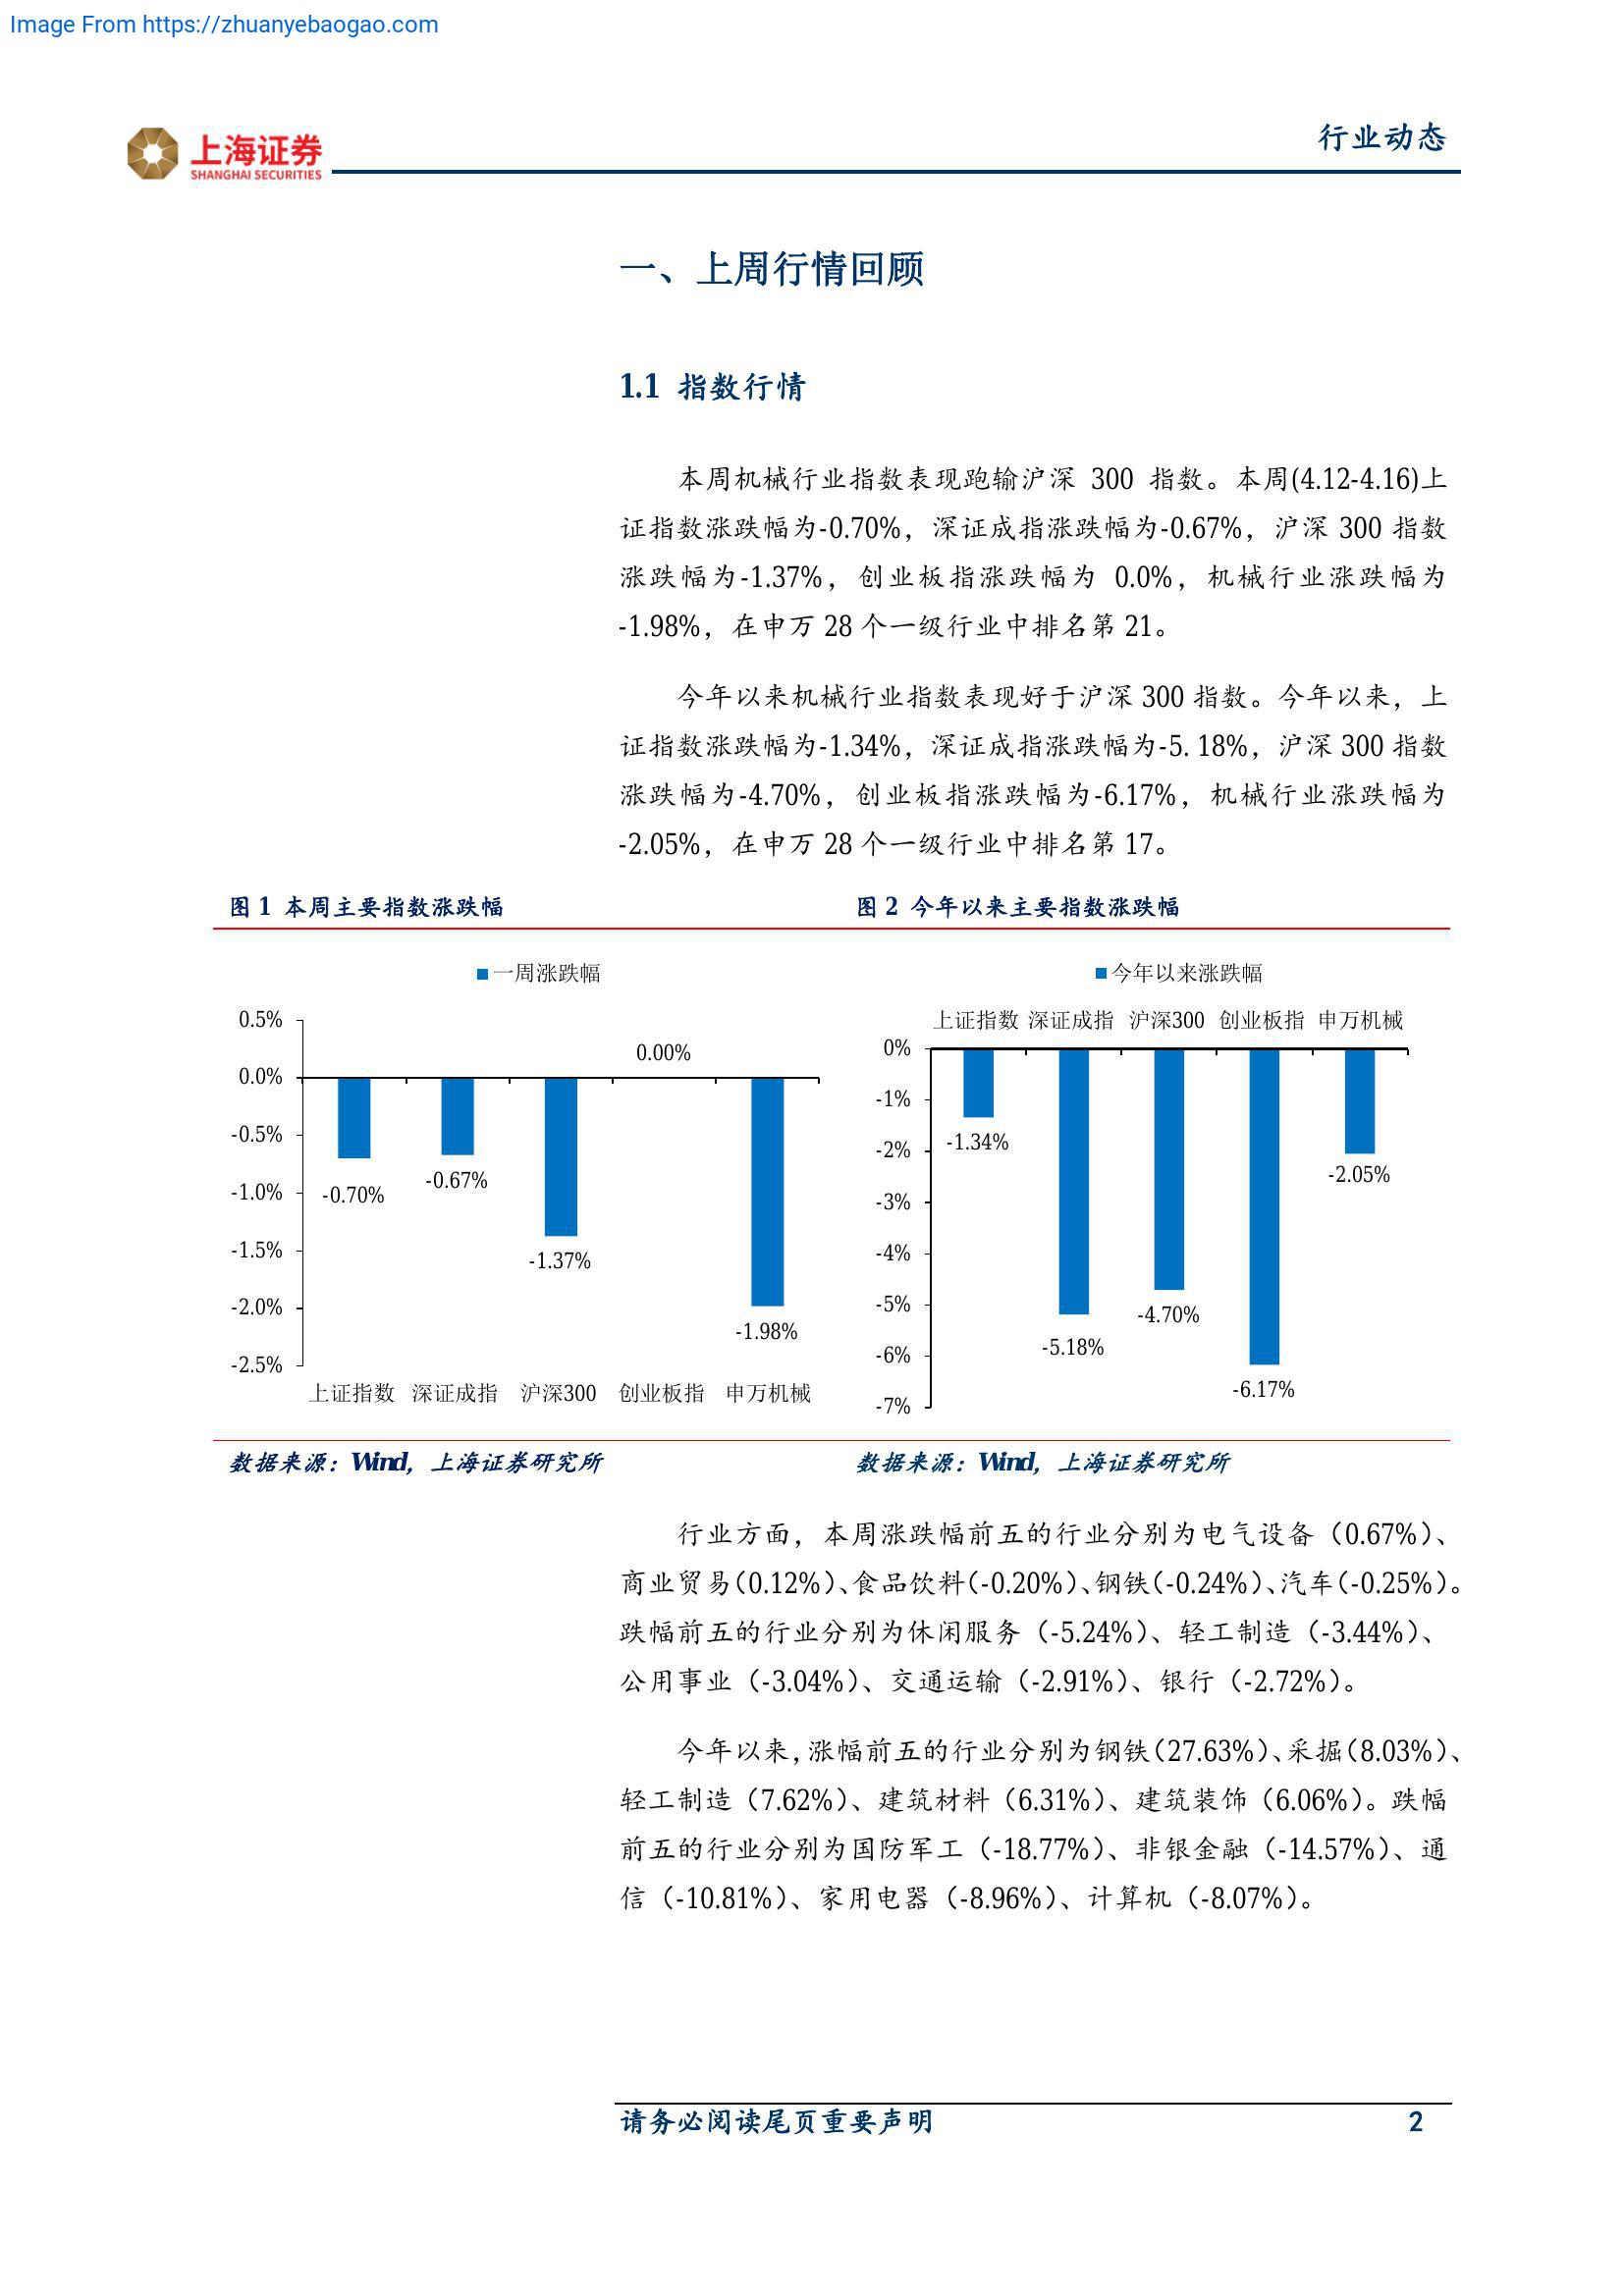 Image From https://zhuanyebaogao.com
上海证券
SHANGHAI SECURITIES
行业动态
一、上周行情回顾
1.1 指数行情
本周机械行业指数表现跑输沪深 300 指数。本周(4.12-4.16)上
证指数涨跌幅为-0.70%，深证成指涨跌幅为-0.67%，沪深 300 指数
涨跌幅为-1.37%，创业板指涨跌幅为 0.0%，机械行业涨跌幅为
-1.98%，在申万 28 个一级行业中排名第 21。
今年以来机械行业指数表现好于沪深 300 指数。今年以来，上
证指数涨跌幅为-1.34%，深证成指涨跌幅为-5. 18%，沪深 300 指数
涨跌幅为-4.70%，创业板指涨跌幅为-6.17%，机械行业涨跌幅为
-2.05%，在申万 28 个一级行业中排名第 17。
图 1 本周主要指数涨跌幅
一周涨跌幅
0.5%
0.0%
-0.5%
-1.0%
-1.5%
-2.0%
-2.5%
-0.70%
-0.67%
-1.37%
0.00%
-1.98%
上证指数 深证成指 沪深300 创业板指 申万机械
数据来源：Wind，上海证券研究所
图 2 今年以来主要指数涨跌幅
今年以来涨跌幅
上证指数 深证成指 沪深300 创业板指 申万机械
0%
-1%
-2%
-3%
-4%
-5%
-6%
-7%
-1.34%
-5.18%
-4.70%
-6.17%
-2.05%
数据来源：Wind，上海证券研究所
行业方面，本周涨跌幅前五的行业分别为电气设备（0.67%）、
商业贸易（0.12%）、食品饮料（-0.20%）、钢铁（-0.24%）、汽车（-0.25%）。
跌幅前五的行业分别为休闲服务（-5.24%）、轻工制造（-3.44%）、
公用事业（-3.04%）、交通运输（-2.91%）、银行（-2.72%）。
今年以来，涨幅前五的行业分别为钢铁（27.63%）、采掘（8.03%）、
轻工制造（7.62%）、建筑材料（6.31%）、建筑装饰（6.06%）。跌幅
前五的行业分别为国防军工（-18.77%）、非银金融（-14.57%）、通
信（-10.81%）、家用电器（-8.96%）、计算机（-8.07%）。
请务必阅读尾页重要声明
2